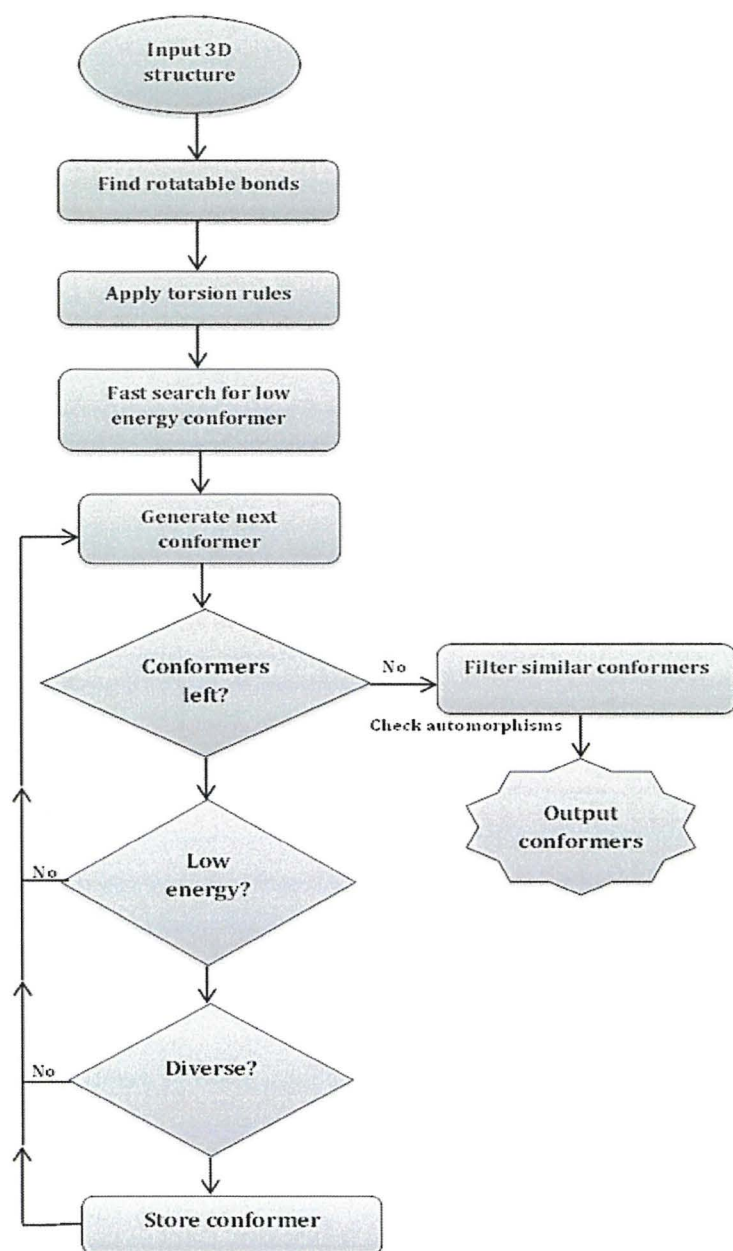 Input 3D
structure
Find rotatable bonds
Apply torsion rules
Fast search for low
energy conformer
Generate next
conformer
Conformers
left?
No
Filter similar conformers
Check automorphisms
Output
conformers
Low
energy?
No
Diverse?
No
Store conformer